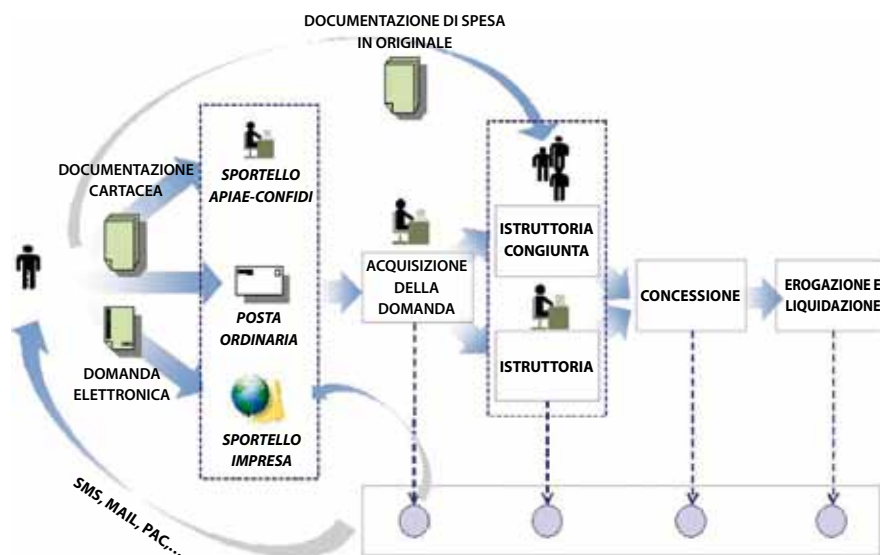 DOCUMENTAZIONE DI SPESA
IN ORIGINALE
DOCUMENTAZIONE
CARTACEA
SPORTELLO
APIAE-CONFIDI
POSTA
ORDINARIA
DOMANDA
ELETTRONICA
SPORTELLO
IMPRESA
ACQUISIZIONE
DELLA
DOMANDA
ISTRUTTORIA
CONGIUNTA
ISTRUTTORIA
CONCESSIONE
EROGAZIONE E
LIQUIDAZIONE
SMS, MAIL, PAC,...